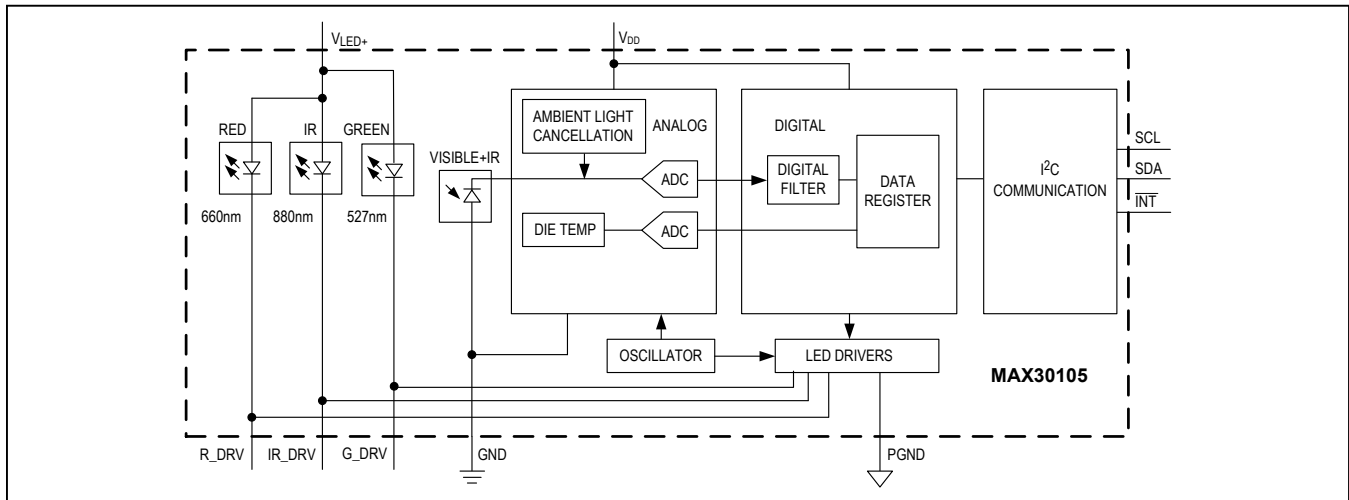 VLED+
VDD
RED
IR
GREEN
660nm
880nm
527nm
VISIBLE+IR
AMBIENT LIGHT
CANCELLATION
ANALOG
ADC
DIE TEMP
ADC
DIGITAL
DIGITAL
FILTER
DATA
REGISTER
I2C
COMMUNICATION
SCL
SDA
INT
OSCILLATOR
LED DRIVERS
MAX30105
R_DRV
IR_DRV
G_DRV
GND
PGND